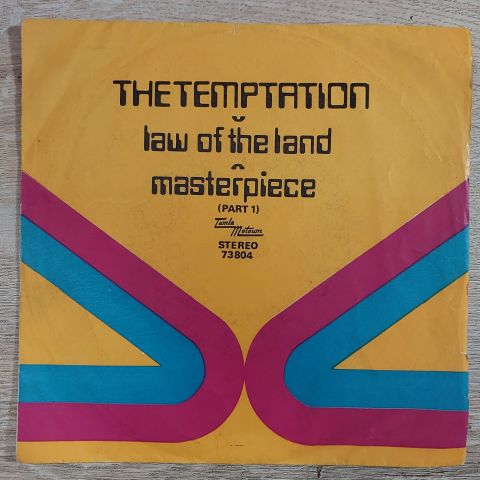 THETEMPTATION
law of the land
masterpiece
(PART 1)
Tamla
Motown
STEREO
73804